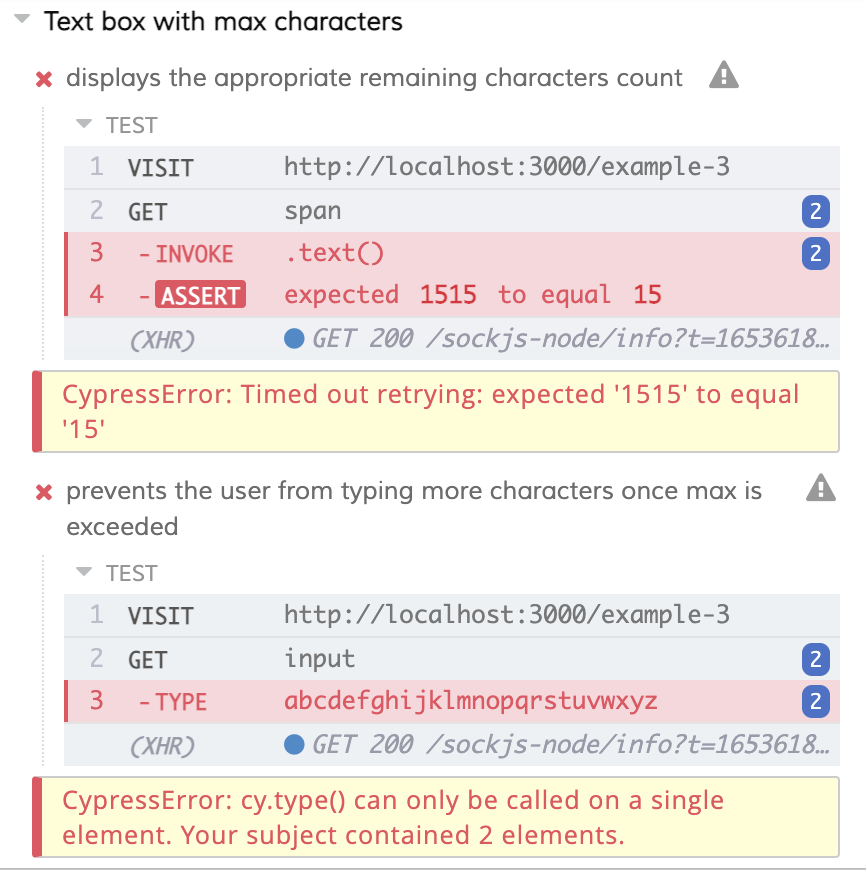 Text box with max characters
displays the appropriate remaining characters count
TEST
1 VISIT http://localhost:3000/example-3
2 GET span 2
3 -INVOKE .text() 2
4 -ASSERT expected 1515 to equal 15
(XHR) GET 200 /sockjs-node/info?t=1653618…
CypressError: Timed out retrying: expected '1515' to equal
'15'
prevents the user from typing more characters once max is
exceeded
TEST
1 VISIT http://localhost:3000/example-3
2 GET input 2
3 -TYPE abcdefghijklmnopqrstuvwxyz 2
(XHR) GET 200 /sockjs-node/info?t=1653618…
CypressError: cy.type() can only be called on a single
element. Your subject contained 2 elements.